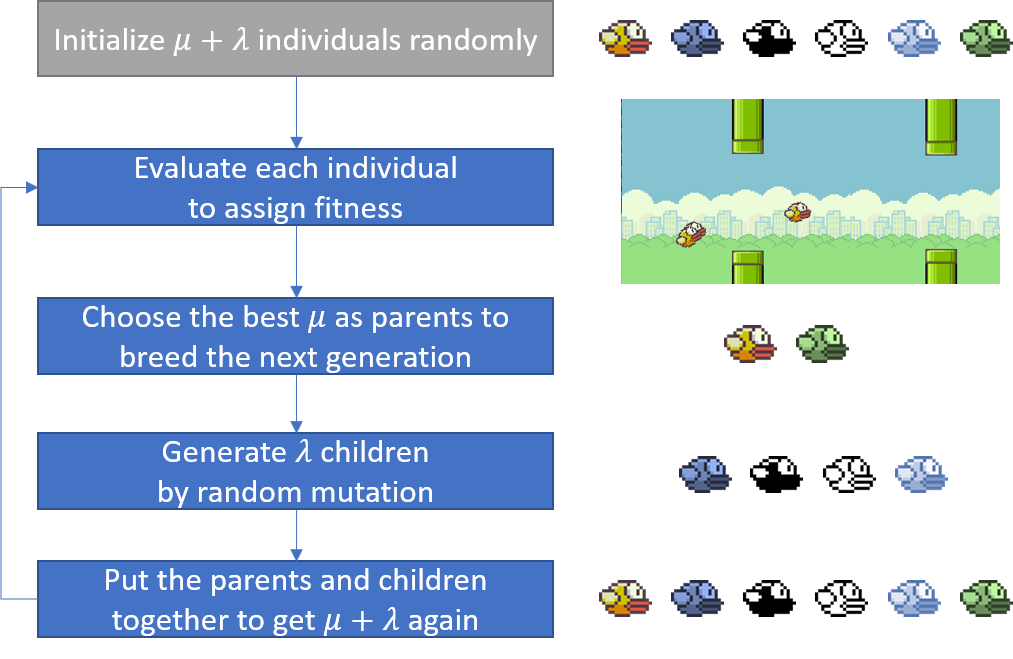 Initialize 𝜇 + 𝜆 individuals randomly
Evaluate each individual
to assign fitness
Choose the best 𝜇 as parents to
breed the next generation
Generate 𝜆 children
by random mutation
Put the parents and children
together to get 𝜇 + 𝜆 again